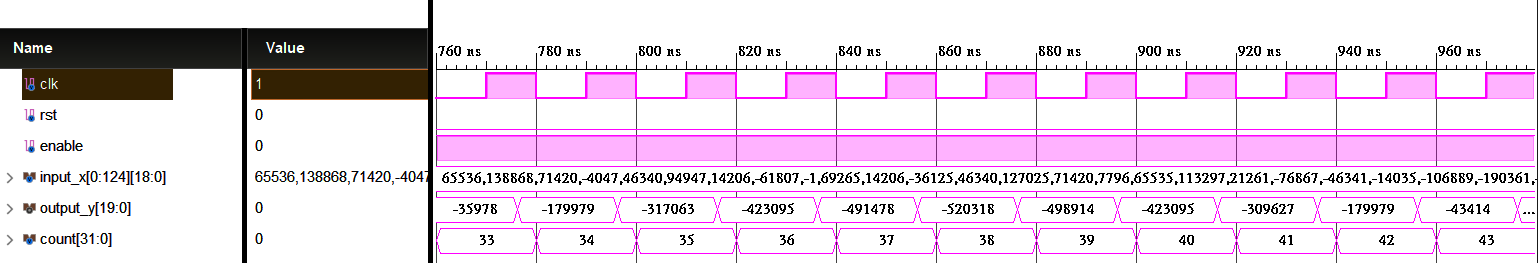 Name Value 760 ns 780 ns 800 ns 820 ns 840 ns 860 ns 880 ns 900 ns 920 ns 940 ns 960 ns
clk 1
rst 0
enable 0
input_x[0:124][18:0] 65536,138868,71420,-4047 65536,138868,71420,-4047,46340,94947,14206,-61807,-1,69265,14206,-36125,46340,127025,71420,7796,65535,113297,21261,-76867,-46341,-14035,-106889,-190361,-
output_y[19:0] 0 -35978 -179979 -317063 -423095 -491478 -520318 -498914 -423095 -309627 -179979 -43414 ...
count[31:0] 0 33 34 35 36 37 38 39 40 41 42 43